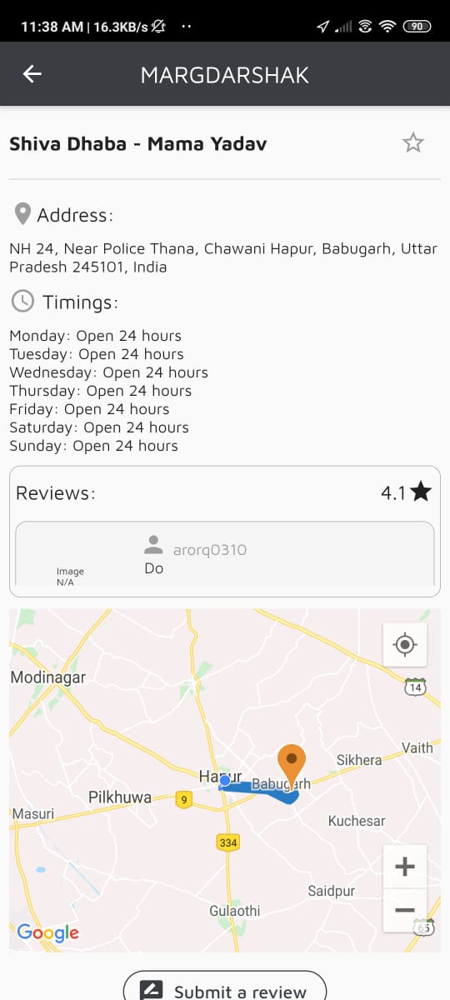 11:38 AM | 16.3KB/s
90
MARGDARSHAK
Shiva Dhaba - Mama Yadav
Address:
NH 24, Near Police Thana, Chawani Hapur, Babugarh, Uttar
Pradesh 245101, India
Timings:
Monday: Open 24 hours
Tuesday: Open 24 hours
Wednesday: Open 24 hours
Thursday: Open 24 hours
Friday: Open 24 hours
Saturday: Open 24 hours
Sunday: Open 24 hours
Reviews:
4.1
arorq0310
Do
Image
N/A
Modinagar
14
Vaith
Sikhera
Hapur
Babugarh
Pilkhuwa
9
Masuri
Kuchesar
334
Saidpur
Gulaothi
65
Google
Submit a review